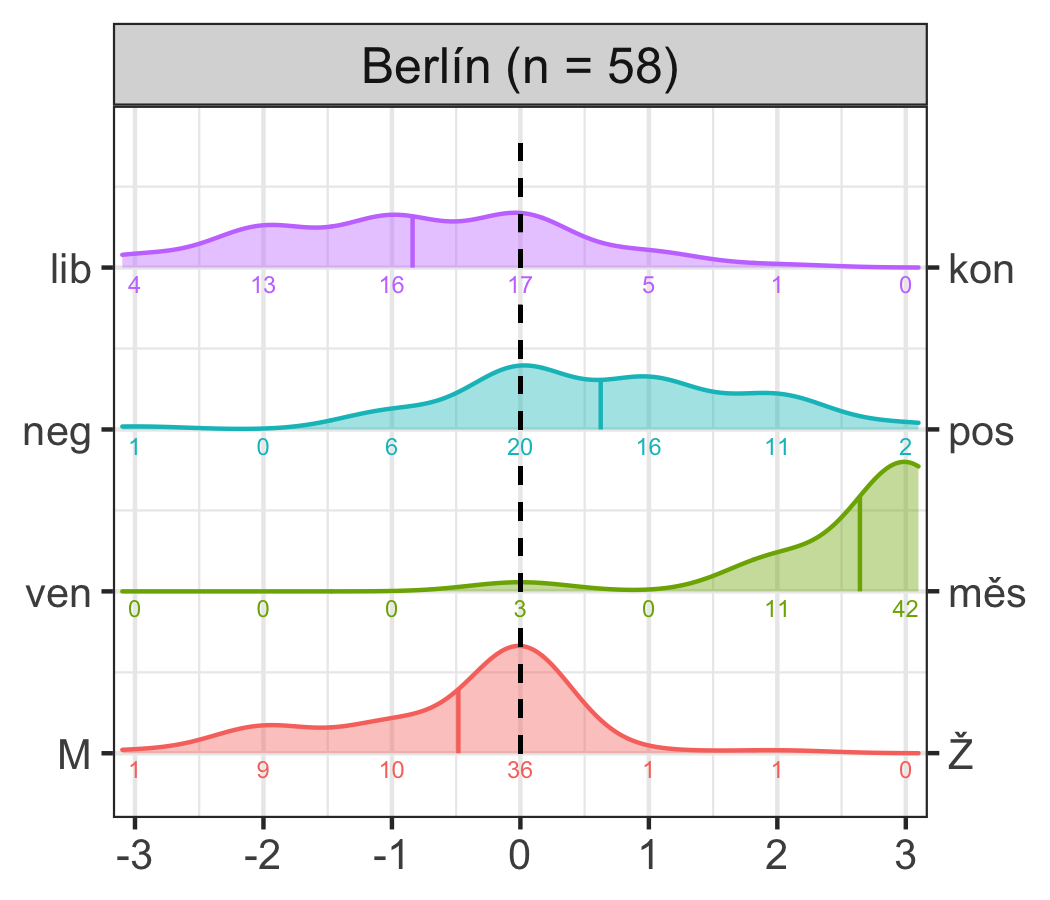 Berlín (n = 58)
lib kon
4 13 16 17 5 1 0
neg pos
1 0 6 20 16 11 2
ven měs
0 0 0 3 0 11 42
M Ž
1 9 10 36 1 1 0
-3 -2 -1 0 1 2 3